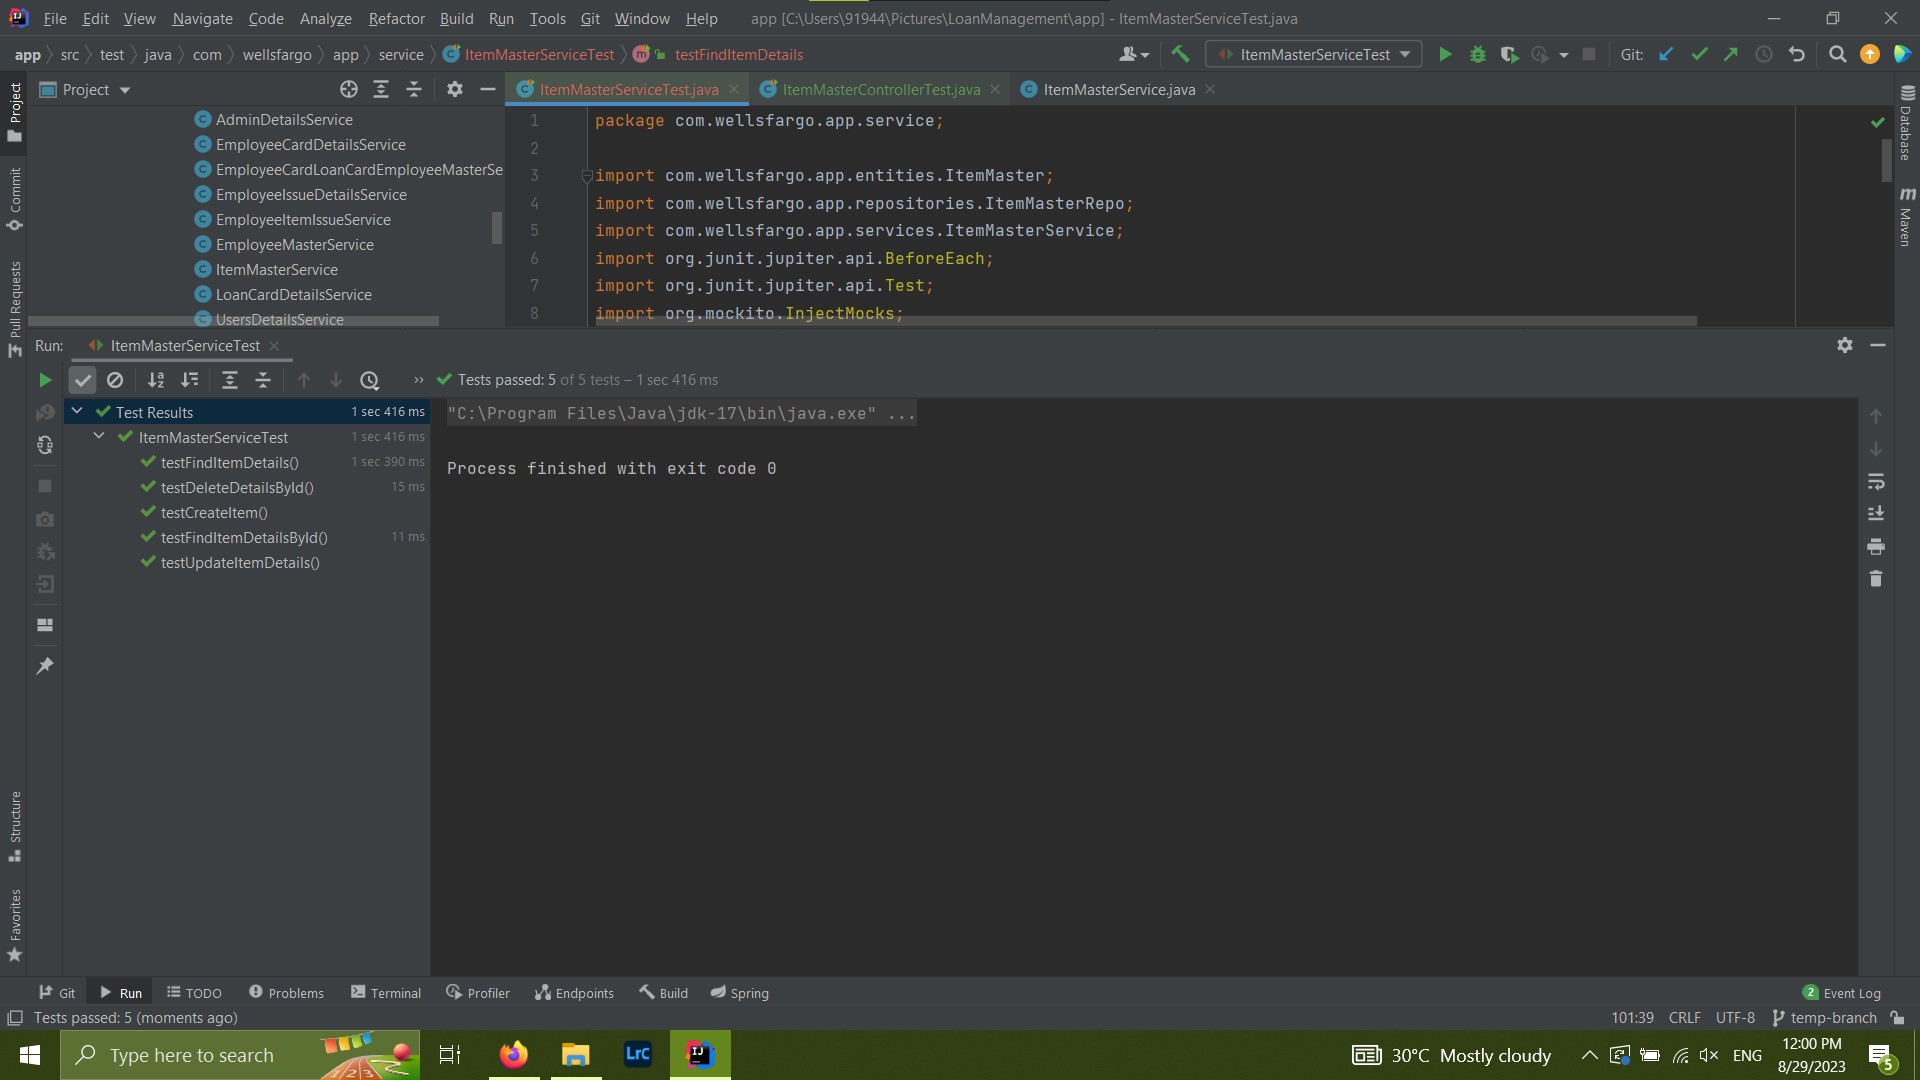 File Edit View Navigate Code Analyze Refactor Build Run Tools Git Window Help app [C:\Users\91944\Pictures\LoanManagement\app] - ItemMasterServiceTest.java
app src test java com wellsfargo app service ItemMasterServiceTest testFindItemDetails ItemMasterServiceTest Git:
Project ItemMasterServiceTest.java ItemMasterControllerTest.java ItemMasterService.java
AdminDetailsService
EmployeeCardDetailsService
EmployeeCardLoanCardEmployeeMasterSe
EmployeeIssueDetailsService
EmployeeItemIssueService
EmployeeMasterService
ItemMasterService
LoanCardDetailsService
UsersDetailsService
1 package com.wellsfargo.app.service;
2
3 import com.wellsfargo.app.entities.ItemMaster;
4 import com.wellsfargo.app.repositories.ItemMasterRepo;
5 import com.wellsfargo.app.services.ItemMasterService;
6 import org.junit.jupiter.api.BeforeEach;
7 import org.junit.jupiter.api.Test;
8 import org.mockito.InjectMocks;
Project
Commit
Pull Requests
Structure
Favorites
Database
m Maven
Run: ItemMasterServiceTest
» Tests passed: 5 of 5 tests – 1 sec 416 ms
Test Results 1 sec 416 ms
ItemMasterServiceTest 1 sec 416 ms
testFindItemDetails() 1 sec 390 ms
testDeleteDetailsById() 15 ms
testCreateItem()
testFindItemDetailsById() 11 ms
testUpdateItemDetails()
"C:\Program Files\Java\jdk-17\bin\java.exe" ...
Process finished with exit code 0
Git Run TODO Problems Terminal Profiler Endpoints Build Spring 2 Event Log
Tests passed: 5 (moments ago) 101:39 CRLF UTF-8 temp-branch
Type here to search LrC IJ 30°C Mostly cloudy ENG 12:00 PM
8/29/2023 5